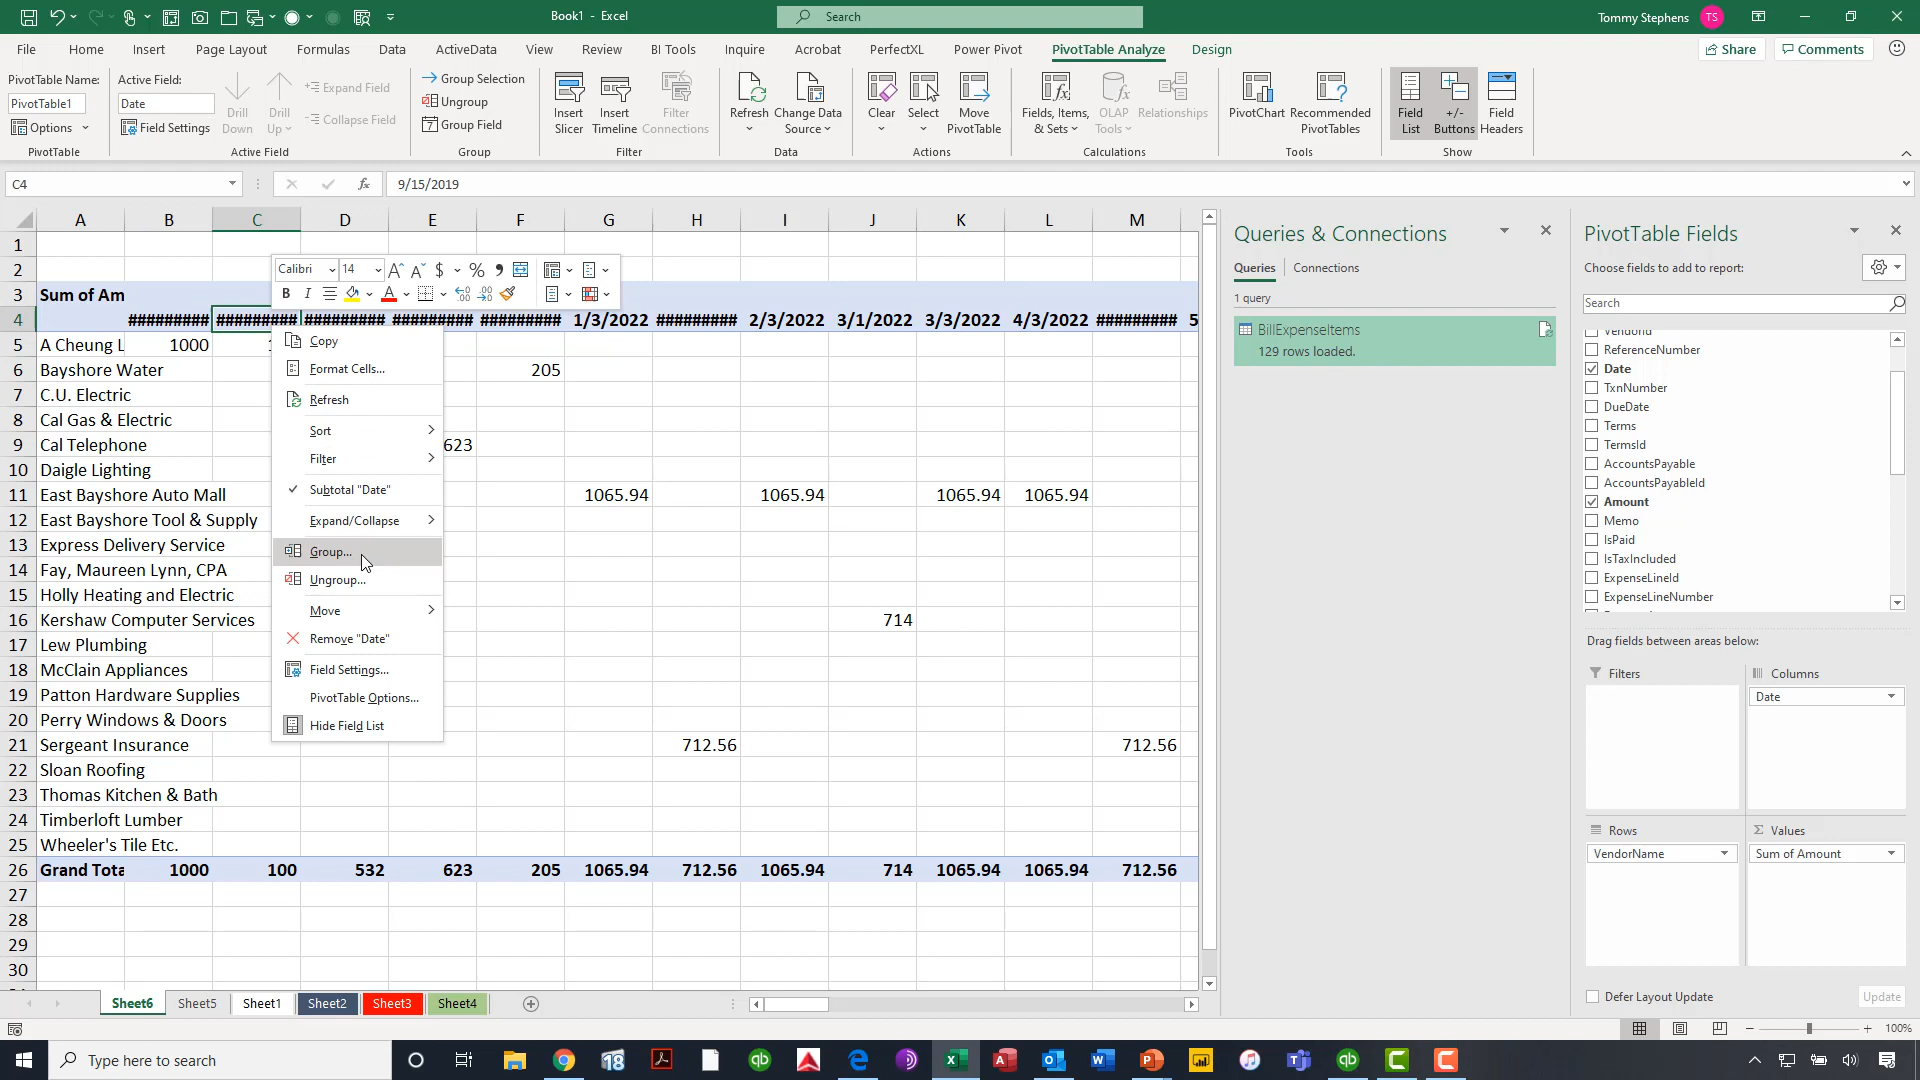 Book1 - Excel
Search
Tommy Stephens
TS
File Home Insert Page Layout Formulas Data ActiveData View Review BI Tools Inquire Acrobat PerfectXL Power Pivot PivotTable Analyze Design Share Comments
PivotTable Name:
PivotTable1
Options
PivotTable
Active Field:
Date
Field Settings
Drill Down
Drill Up
Expand Field
Collapse Field
Active Field
Group Selection
Ungroup
Group Field
Group
Insert Slicer
Insert Timeline
Filter Connections
Filter
Refresh
Change Data Source
Data
Clear
Select
Move PivotTable
Actions
Fields, Items, & Sets
OLAP Tools
Relationships
Calculations
PivotChart
Recommended PivotTables
Tools
Field List
+/- Buttons
Field Headers
Show
C4
fx
9/15/2019
A B C D E F G H I J K L M
1
2
3 Sum of Am
4 ######### ######### ######### ######### ######### 1/3/2022 ######### 2/3/2022 3/1/2022 3/3/2022 4/3/2022 ######### 5
5 A Cheung L 1000 1
6 Bayshore Water 205
7 C.U. Electric
8 Cal Gas & Electric
9 Cal Telephone 623
10 Daigle Lighting
11 East Bayshore Auto Mall 1065.94 1065.94 1065.94 1065.94
12 East Bayshore Tool & Supply
13 Express Delivery Service
14 Fay, Maureen Lynn, CPA
15 Holly Heating and Electric
16 Kershaw Computer Services 714
17 Lew Plumbing
18 McClain Appliances
19 Patton Hardware Supplies
20 Perry Windows & Doors
21 Sergeant Insurance 712.56 712.56
22 Sloan Roofing
23 Thomas Kitchen & Bath
24 Timberloft Lumber
25 Wheeler's Tile Etc.
26 Grand Tota 1000 100 532 623 205 1065.94 712.56 1065.94 714 1065.94 1065.94 712.56
27
28
29
30
Calibri 14 A A $ %
B I A
Copy
Format Cells...
Refresh
Sort
Filter
Subtotal "Date"
Expand/Collapse
Group...
Ungroup...
Move
Remove "Date"
Field Settings...
PivotTable Options...
Hide Field List
Queries & Connections
Queries Connections
1 query
BillExpenseItems
129 rows loaded.
PivotTable Fields
Choose fields to add to report:
Search
VendorId
ReferenceNumber
Date
TxnNumber
DueDate
Terms
TermsId
AccountsPayable
AccountsPayableId
Amount
Memo
IsPaid
IsTaxIncluded
ExpenseLineId
ExpenseLineNumber
Drag fields between areas below:
Filters
Columns
Date
Rows
VendorName
Values
Sum of Amount
Defer Layout Update
Update
Sheet6 Sheet5 Sheet1 Sheet2 Sheet3 Sheet4
100%
Type here to search
18